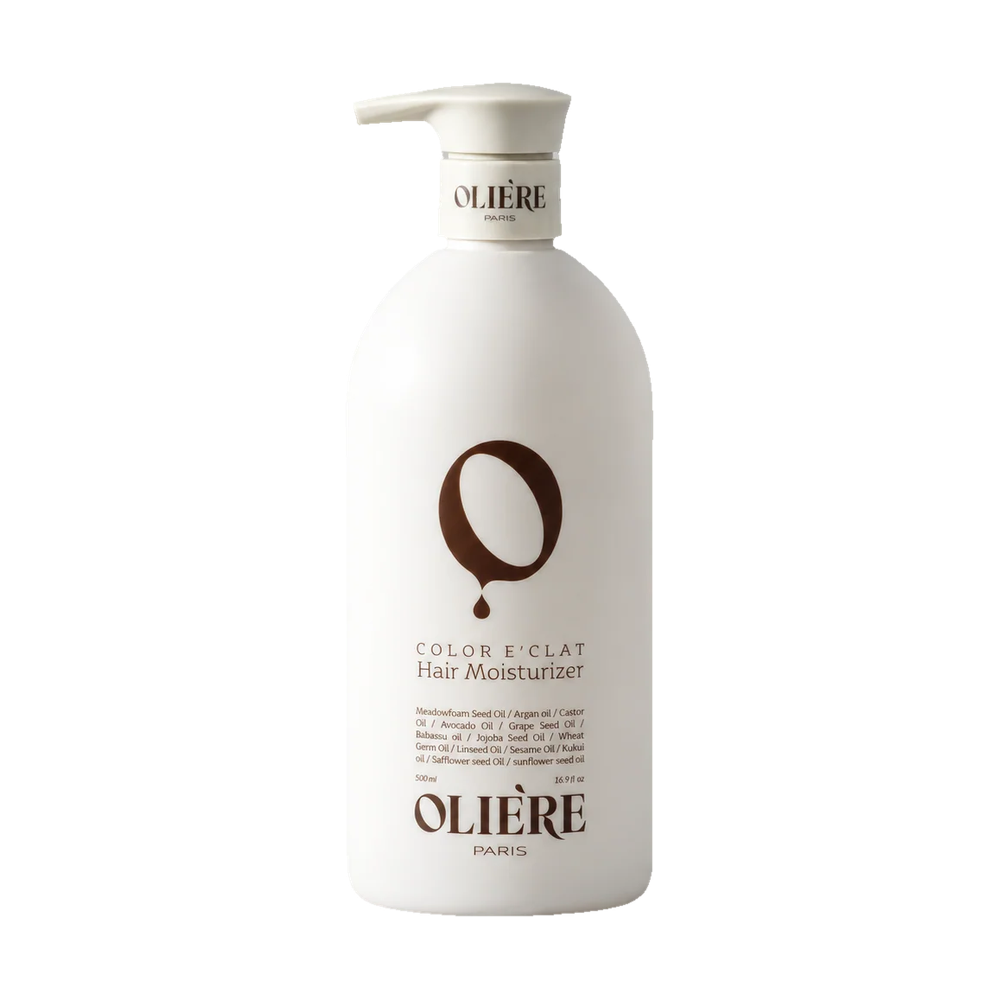 OLIÈRE
PARIS
COLOR E'CLAT
Hair Moisturizer
Meadowfoam Seed Oil / Argan oil / Castor
Oil / Avocado Oil / Grape Seed Oil /
Babassu oil / Jojoba Seed Oil / Wheat
Germ Oil / Linseed Oil / Sesame Oil / Kukui
oil / Safflower seed Oil / sunflower seed oil
500 ml 16.9 fl oz
OLIÈRE
PARIS